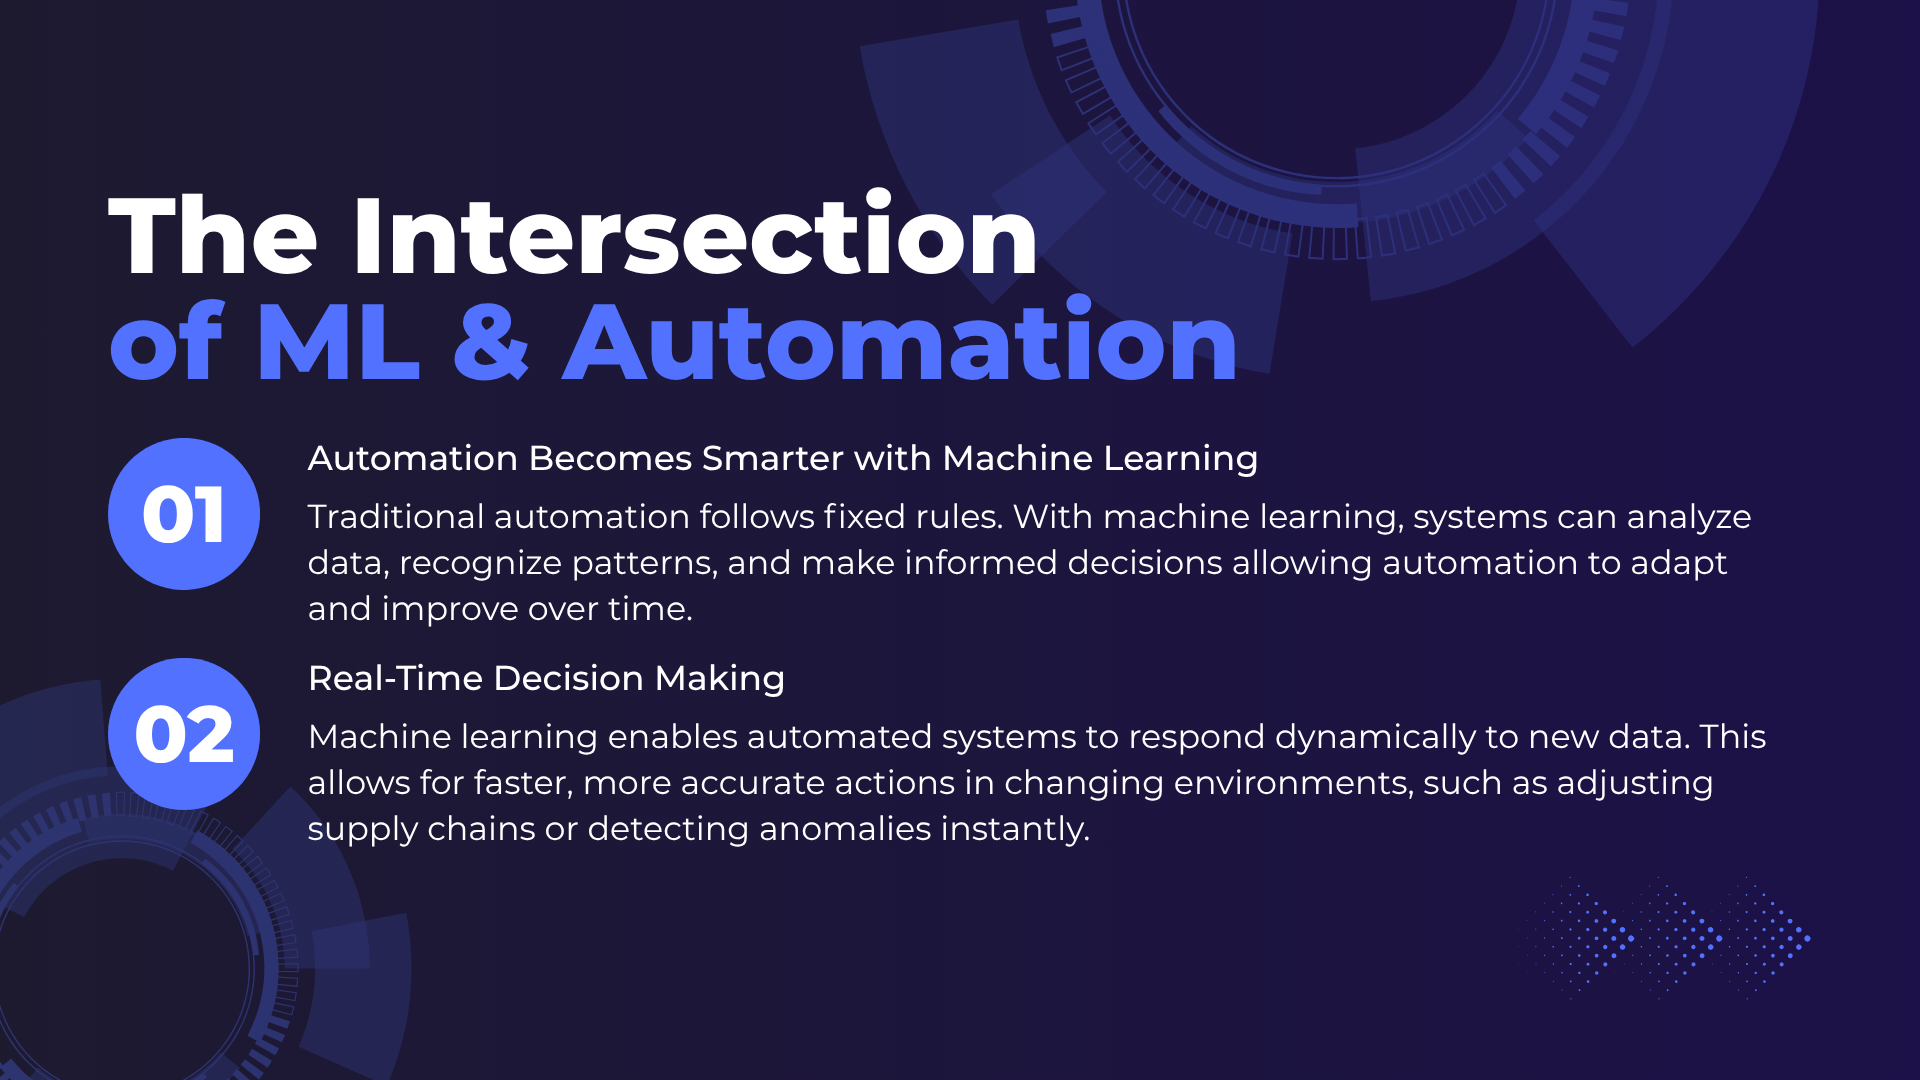 The Intersection
of ML & Automation
01
Automation Becomes Smarter with Machine Learning
Traditional automation follows fixed rules. With machine learning, systems can analyze
data, recognize patterns, and make informed decisions allowing automation to adapt
and improve over time.
02
Real-Time Decision Making
Machine learning enables automated systems to respond dynamically to new data. This
allows for faster, more accurate actions in changing environments, such as adjusting
supply chains or detecting anomalies instantly.